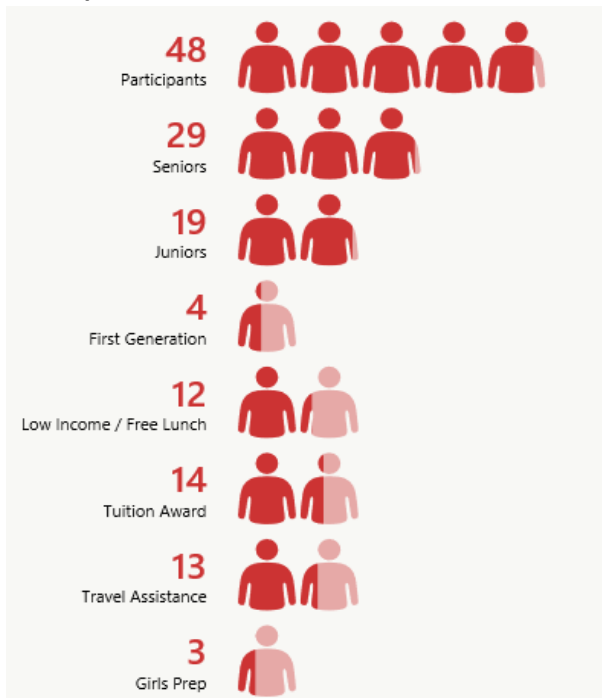 48
Participants
29
Seniors
19
Juniors
4
First Generation
12
Low Income / Free Lunch
14
Tuition Award
13
Travel Assistance
3
Girls Prep